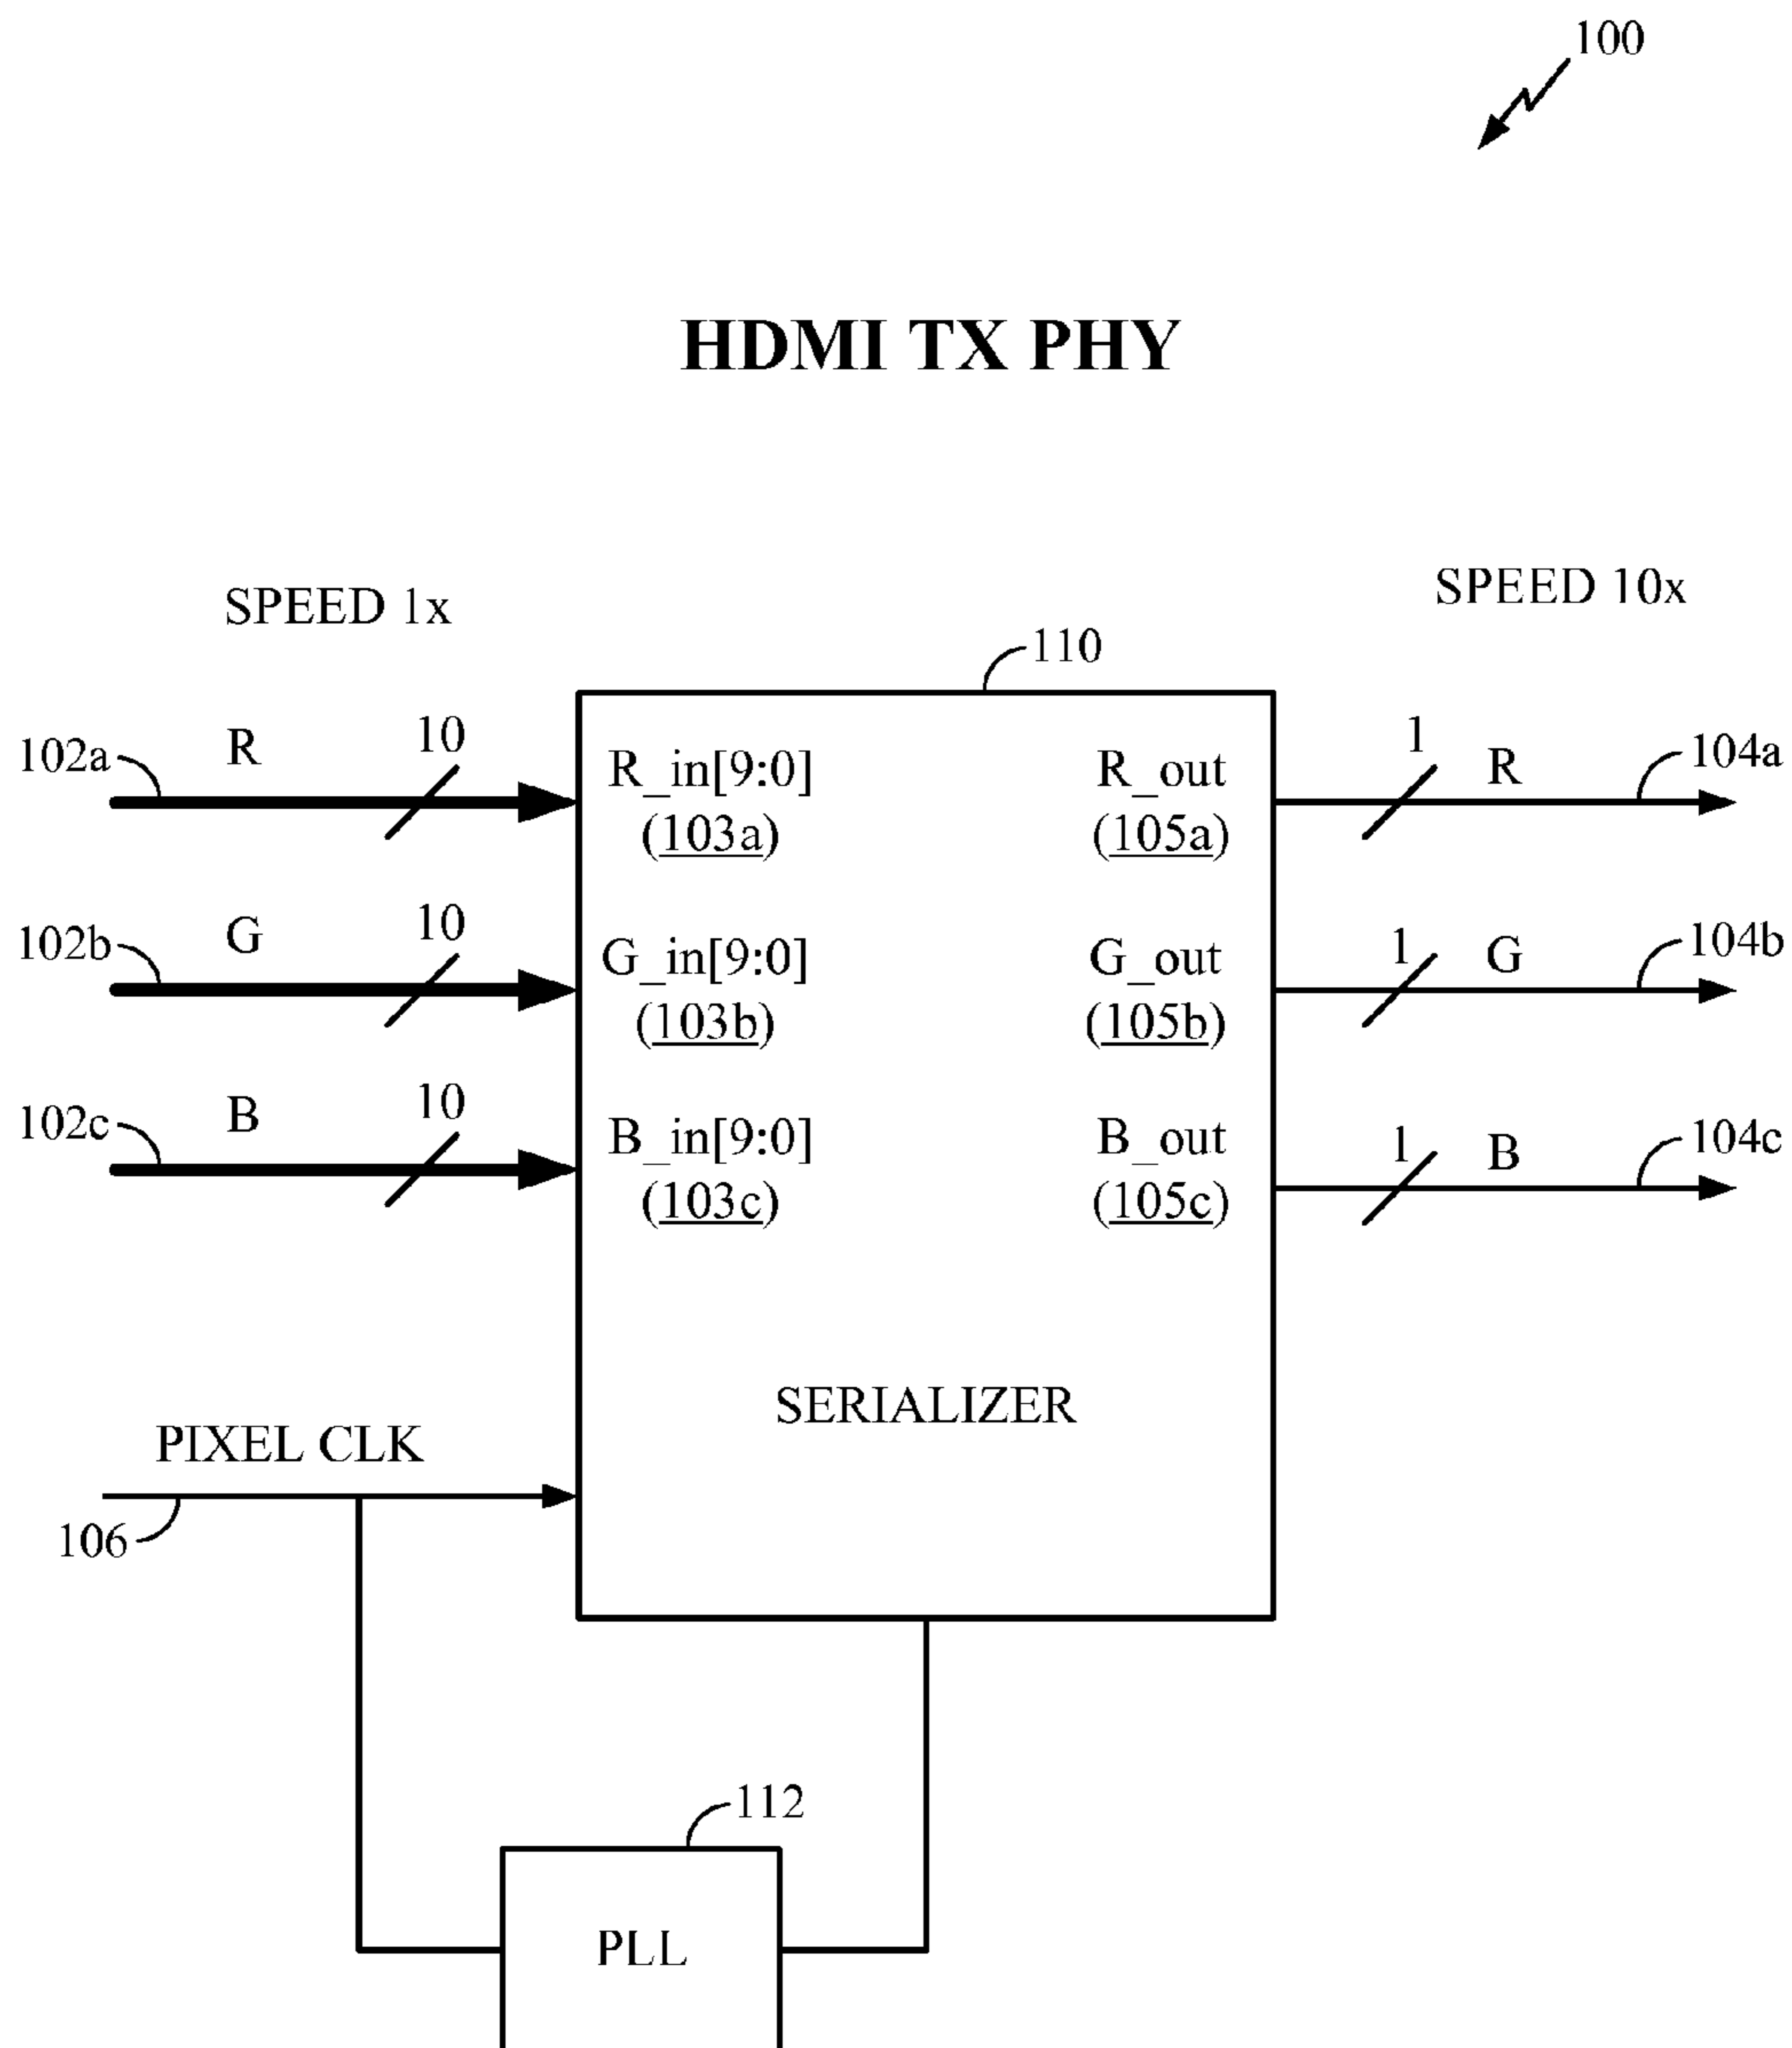 100
HDMI TX PHY
SPEED 1x
SPEED 10x
110
102a
R
10
R_in[9:0]
(103a)
R_out
(105a)
1
R
104a
102b
G
10
G_in[9:0]
(103b)
G_out
(105b)
1
G
104b
102c
B
10
B_in[9:0]
(103c)
B_out
(105c)
1
B
104c
SERIALIZER
PIXEL CLK
106
112
PLL